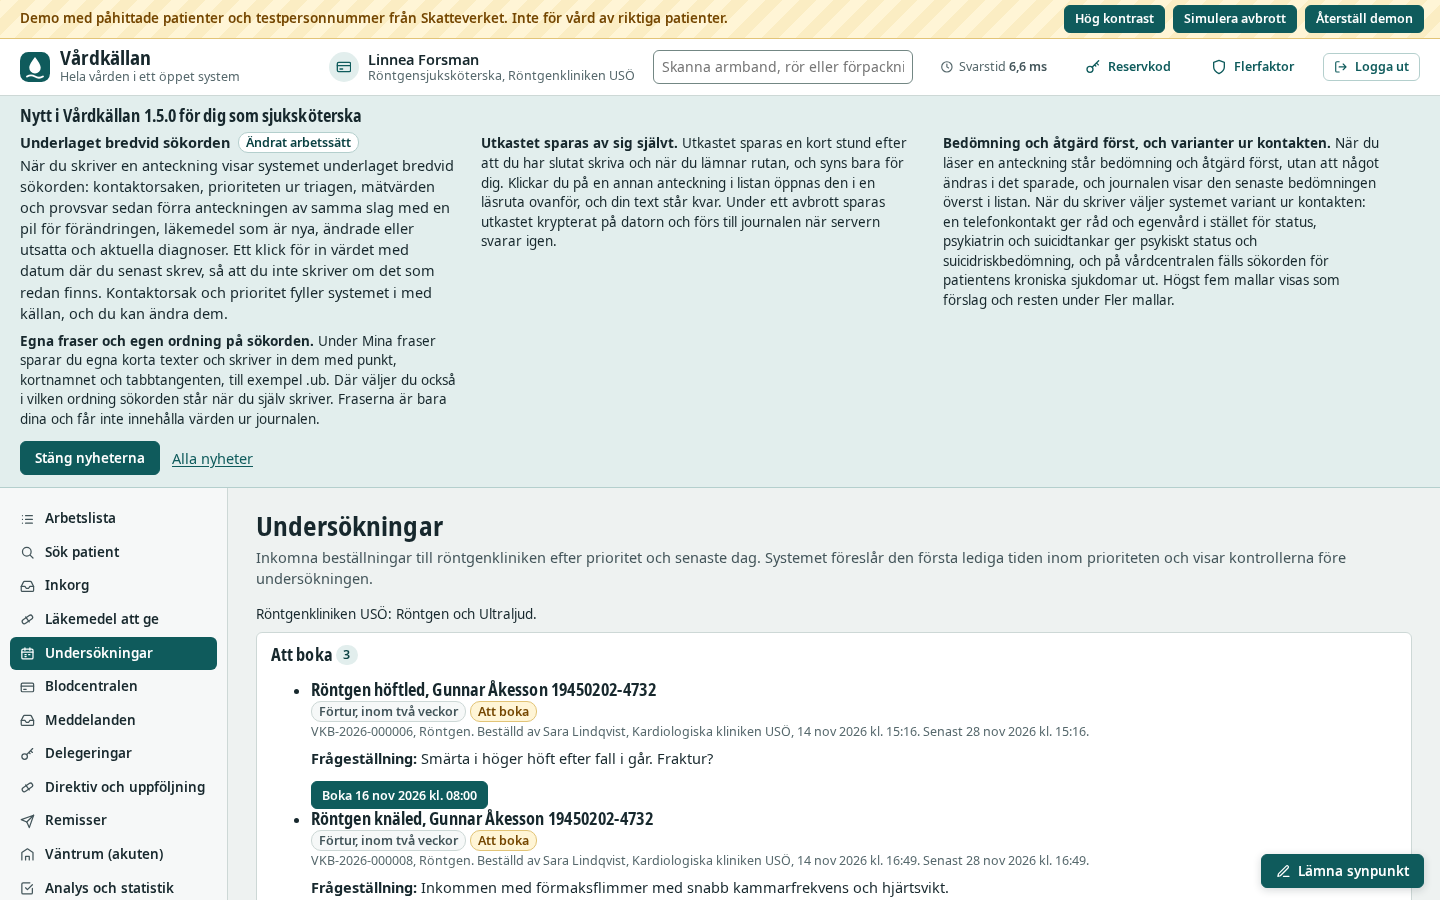 Demo med påhittade patienter och testpersonnummer från Skatteverket. Inte för vård av riktiga patienter.
Hög kontrast
Simulera avbrott
Återställ demon
Vårdkällan
Hela vården i ett öppet system
Linnea Forsman
Röntgensjuksköterska, Röntgenkliniken USÖ
Skanna armband, rör eller förpackni
Svarstid 6,6 ms
Reservkod
Flerfaktor
Logga ut
Nytt i Vårdkällan 1.5.0 för dig som sjuksköterska
Underlaget bredvid sökorden Ändrat arbetssätt
När du skriver en anteckning visar systemet underlaget bredvid
sökorden: kontaktorsaken, prioriteten ur triagen, mätvärden
och provsvar sedan förra anteckningen av samma slag med en
pil för förändringen, läkemedel som är nya, ändrade eller
utsatta och aktuella diagnoser. Ett klick för in värdet med
datum där du senast skrev, så att du inte skriver om det som
redan finns. Kontaktorsak och prioritet fyller systemet i med
källan, och du kan ändra dem.
Egna fraser och egen ordning på sökorden. Under Mina fraser
sparar du egna korta texter och skriver in dem med punkt,
kortnamnet och tabbtangenten, till exempel .ub. Där väljer du också
i vilken ordning sökorden står när du själv skriver. Fraserna är bara
dina och får inte innehålla värden ur journalen.
Utkastet sparas av sig självt. Utkastet sparas en kort stund efter
att du har slutat skriva och när du lämnar rutan, och syns bara för
dig. Klickar du på en annan anteckning i listan öppnas den i en
läsruta ovanför, och din text står kvar. Under ett avbrott sparas
utkastet krypterat på datorn och förs till journalen när servern
svarar igen.
Bedömning och åtgärd först, och varianter ur kontakten. När du
läser en anteckning står bedömning och åtgärd först, utan att något
ändras i det sparade, och journalen visar den senaste bedömningen
överst i listan. När du skriver väljer systemet variant ur kontakten:
en telefonkontakt ger råd och egenvård i stället för status,
psykiatrin och suicidtankar ger psykiskt status och
suicidriskbedömning, och på vårdcentralen fälls sökorden för
patientens kroniska sjukdomar ut. Högst fem mallar visas som
förslag och resten under Fler mallar.
Stäng nyheterna
Alla nyheter
Arbetslista
Sök patient
Inkorg
Läkemedel att ge
Undersökningar
Blodcentralen
Meddelanden
Delegeringar
Direktiv och uppföljning
Remisser
Väntrum (akuten)
Analys och statistik
Undersökningar
Inkomna beställningar till röntgenkliniken efter prioritet och senaste dag. Systemet föreslår den första lediga tiden inom prioriteten och visar kontrollerna före
undersökningen.
Röntgenkliniken USÖ: Röntgen och Ultraljud.
Att boka 3
Röntgen höftled, Gunnar Åkesson 19450202-4732
Förtur, inom två veckor Att boka
VKB-2026-000006, Röntgen. Beställd av Sara Lindqvist, Kardiologiska kliniken USÖ, 14 nov 2026 kl. 15:16. Senast 28 nov 2026 kl. 15:16.
Frågeställning: Smärta i höger höft efter fall i går. Fraktur?
Boka 16 nov 2026 kl. 08:00
Röntgen knäled, Gunnar Åkesson 19450202-4732
Förtur, inom två veckor Att boka
VKB-2026-000008, Röntgen. Beställd av Sara Lindqvist, Kardiologiska kliniken USÖ, 14 nov 2026 kl. 16:49. Senast 28 nov 2026 kl. 16:49.
Frågeställning: Inkommen med förmaksflimmer med snabb kammarfrekvens och hjärtsvikt.
Lämna synpunkt